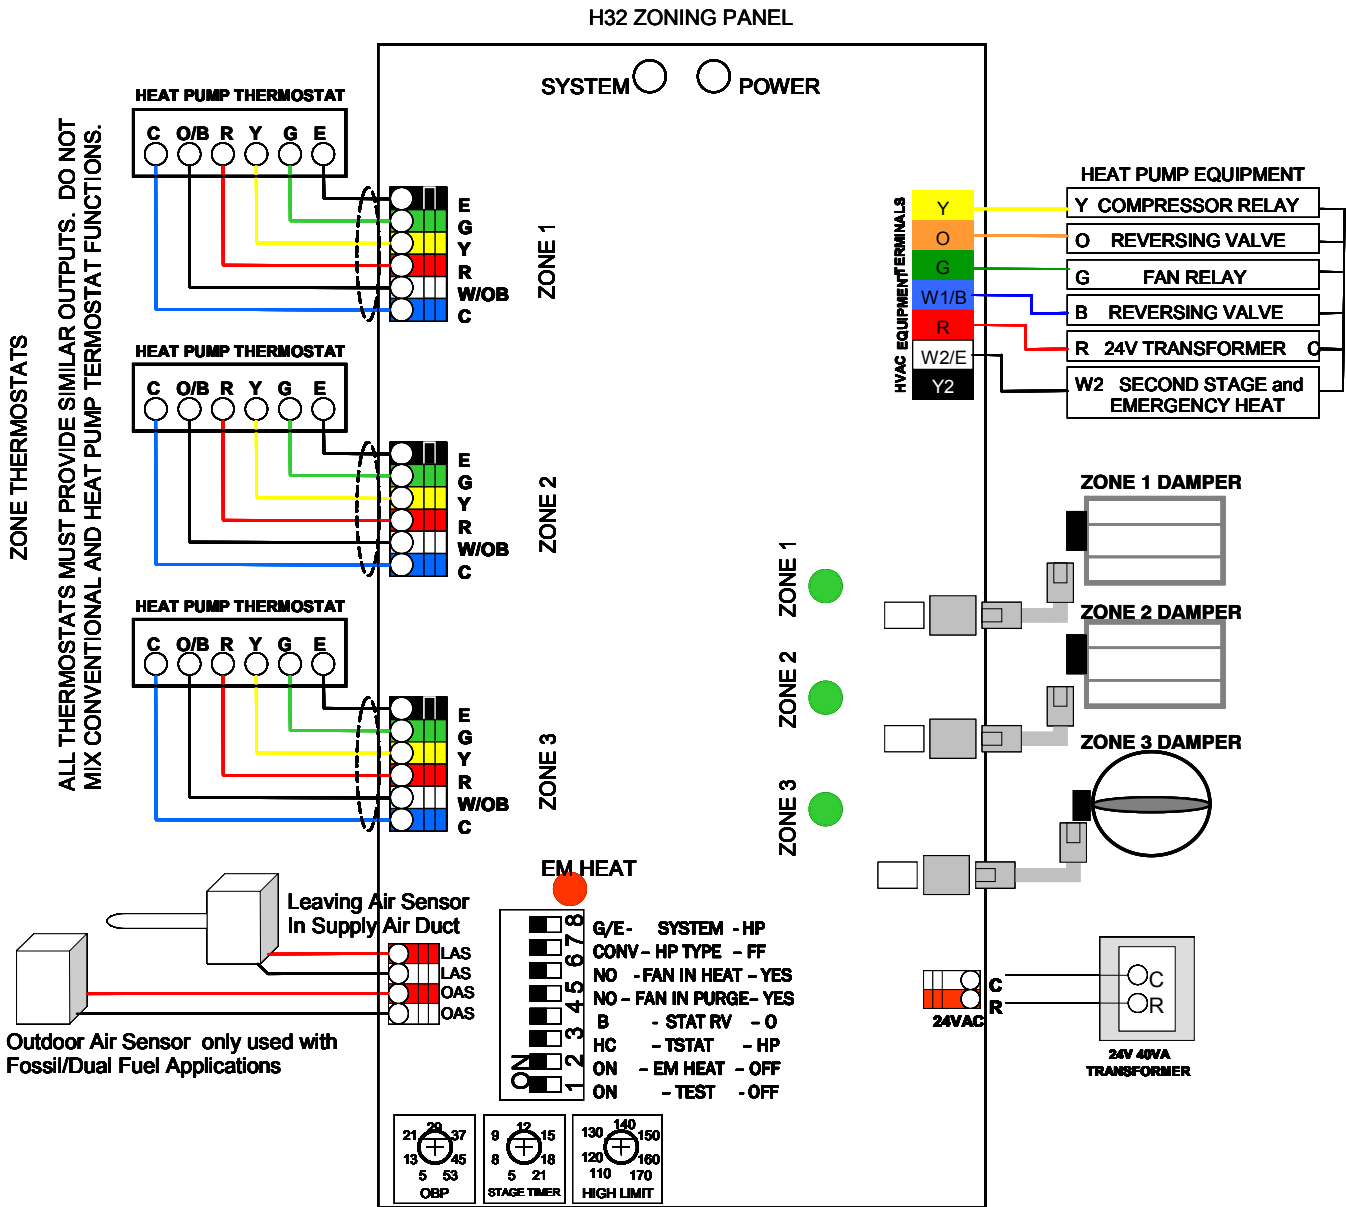 H32 ZONING PANEL
SYSTEM
POWER
ZONE THERMOSTATS
ALL THERMOSTATS MUST PROVIDE SIMILAR OUTPUTS. DO NOT
MIX CONVENTIONAL AND HEAT PUMP TERMOSTAT FUNCTIONS.
HEAT PUMP THERMOSTAT
C O/B R Y G E
E
G
Y
R
W/OB
C
ZONE 1
HEAT PUMP THERMOSTAT
C O/B R Y G E
E
G
Y
R
W/OB
C
ZONE 2
HEAT PUMP THERMOSTAT
C O/B R Y G E
E
G
Y
R
W/OB
C
ZONE 3
HVAC EQUIPMENT TERMINALS
Y
O
G
W1/B
R
W2/E
Y2
HEAT PUMP EQUIPMENT
Y COMPRESSOR RELAY
O REVERSING VALVE
G FAN RELAY
B REVERSING VALVE
R 24V TRANSFORMER C
W2 SECOND STAGE and
EMERGENCY HEAT
ZONE 1
ZONE 2
ZONE 3
ZONE 1 DAMPER
ZONE 2 DAMPER
ZONE 3 DAMPER
EM HEAT
Leaving Air Sensor
In Supply Air Duct
LAS
LAS
OAS
OAS
Outdoor Air Sensor only used with
Fossil/Dual Fuel Applications
8 G/E- SYSTEM - HP
7 CONV - HP TYPE - FF
6 NO - FAN IN HEAT - YES
5 NO - FAN IN PURGE- YES
4 B - STAT RV - O
3 HC - TSTAT - HP
2 ON - EM HEAT - OFF
1 ON - TEST - OFF
ON
C
R
24VAC
C
R
24V 40VA
TRANSFORMER
29
21 37
13 45
5 53
OBP
12
9 15
8 18
5 21
STAGE TIMER
140
130 150
120 160
110 170
HIGH LIMIT